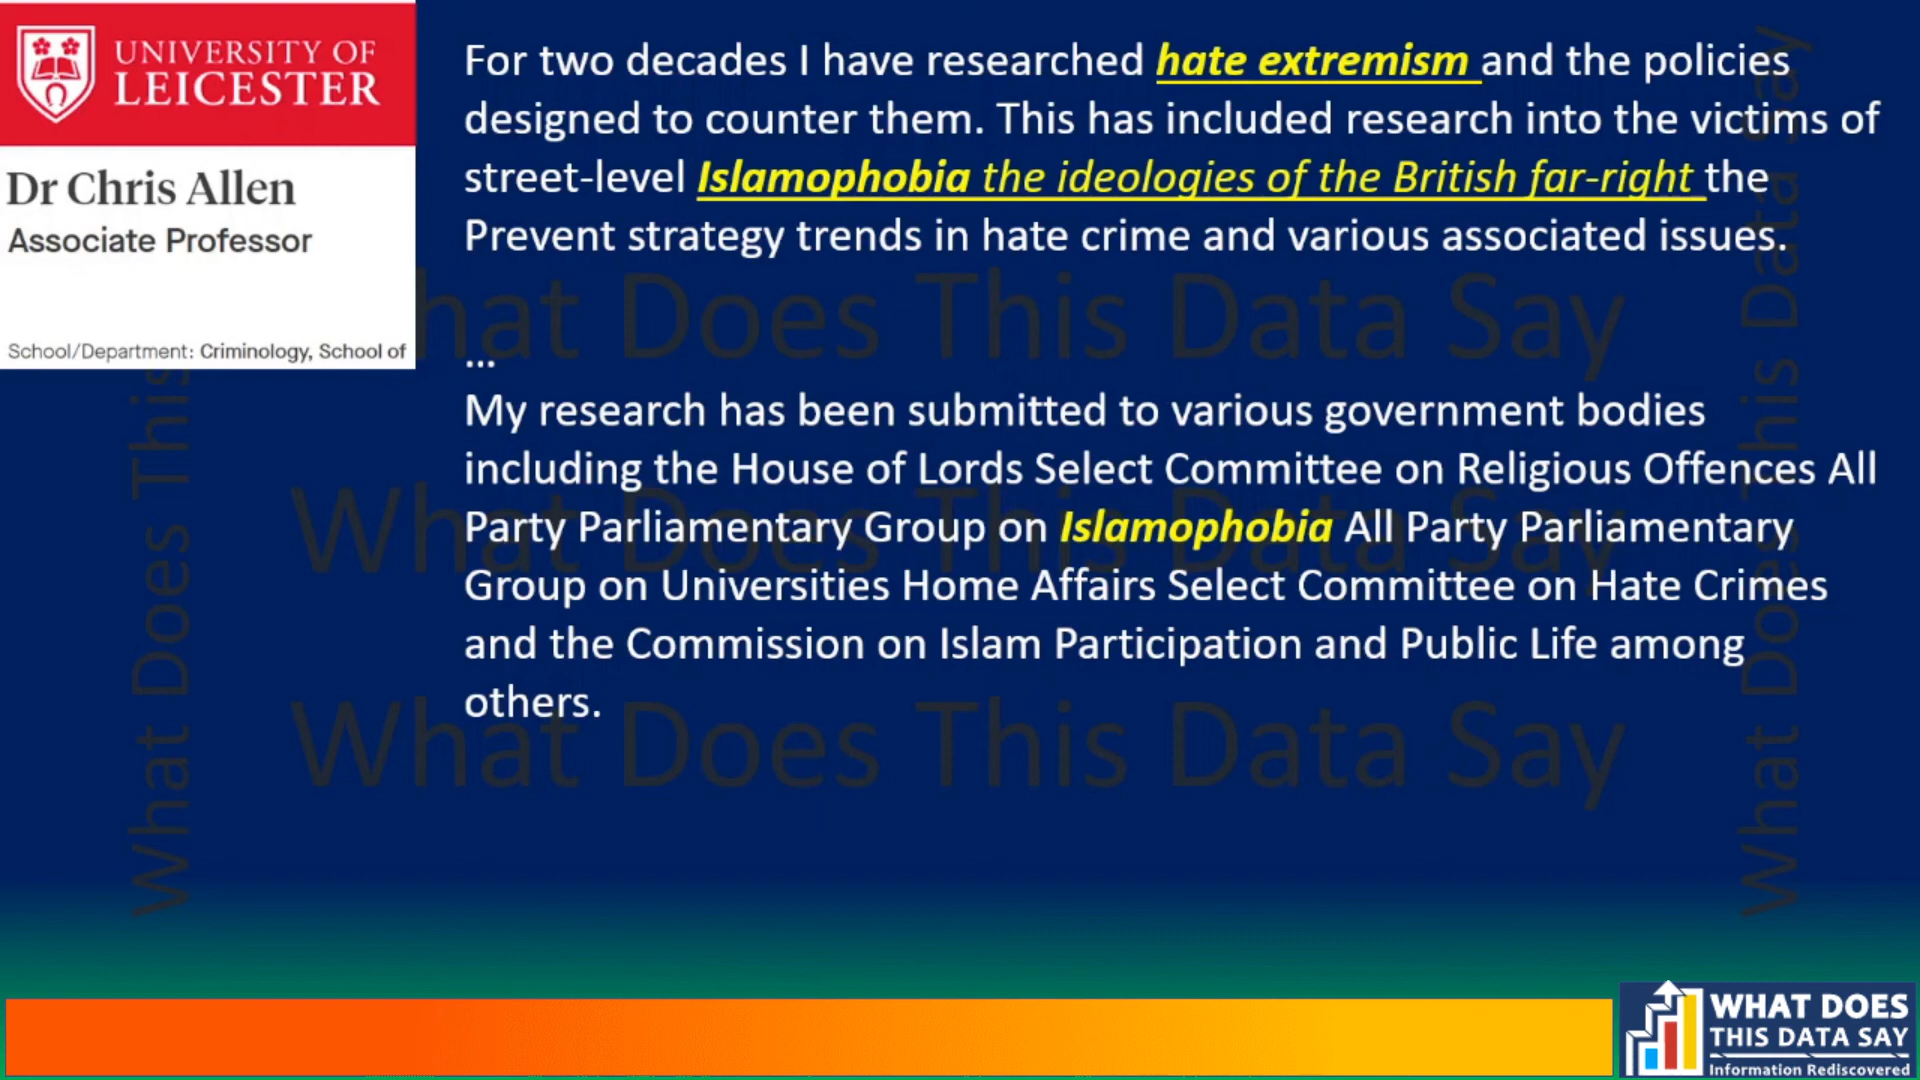 UNIVERSITY OF
LEICESTER
Dr Chris Allen
Associate Professor
School/Department: Criminology, School of
For two decades I have researched hate extremism and the policies
designed to counter them. This has included research into the victims of
street-level Islamophobia the ideologies of the British far-right the
Prevent strategy trends in hate crime and various associated issues.
...
My research has been submitted to various government bodies
including the House of Lords Select Committee on Religious Offences All
Party Parliamentary Group on Islamophobia All Party Parliamentary
Group on Universities Home Affairs Select Committee on Hate Crimes
and the Commission on Islam Participation and Public Life among
others.
hat Does This Data Say
What Does This Data Say
What Does This Data Say
What Does This
What Does This Data Say
WHAT DOES
THIS DATA SAY
Information Rediscovered